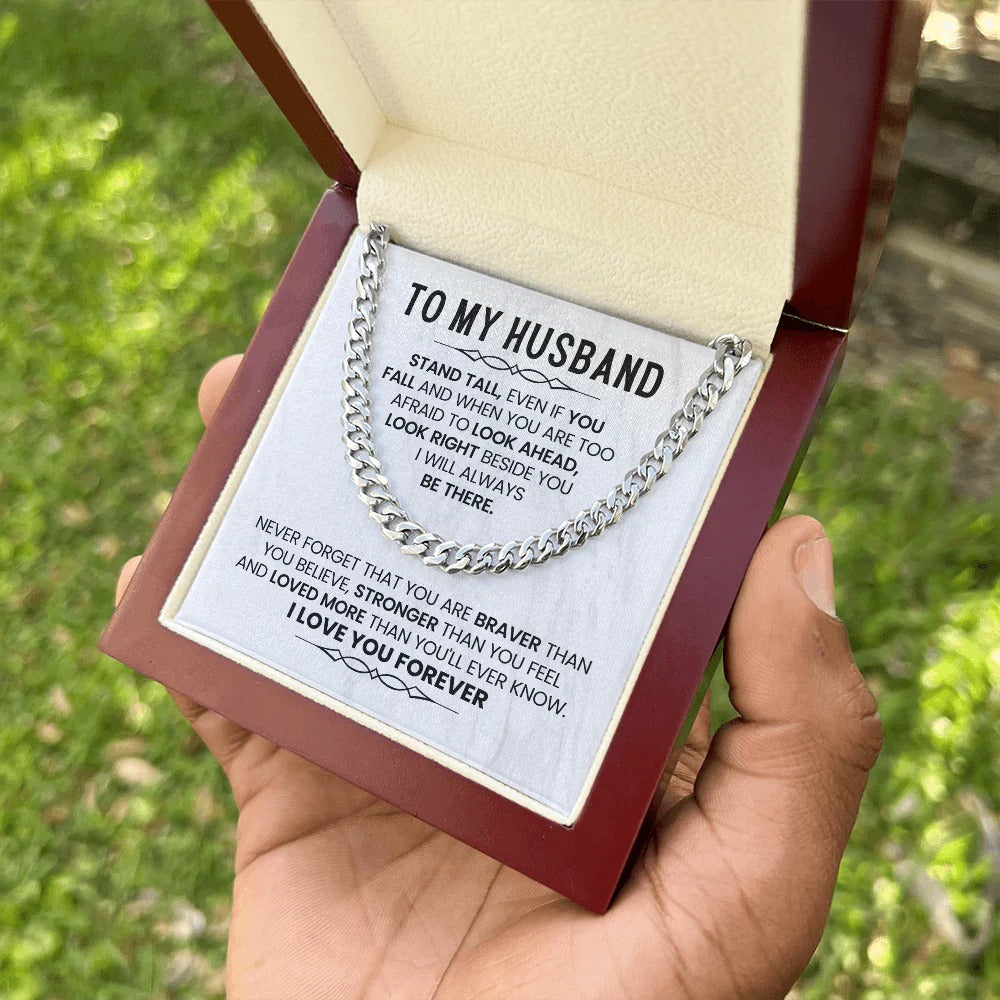 TO MY HUSBAND
STAND TALL, EVEN IF YOU
FALL AND WHEN YOU ARE TOO
AFRAID TO LOOK AHEAD,
LOOK RIGHT BESIDE YOU
I WILL ALWAYS
BE THERE.
NEVER FORGET THAT YOU ARE BRAVER THAN
YOU BELIEVE, STRONGER THAN YOU FEEL
AND LOVED MORE THAN YOU'LL EVER KNOW.
I LOVE YOU FOREVER